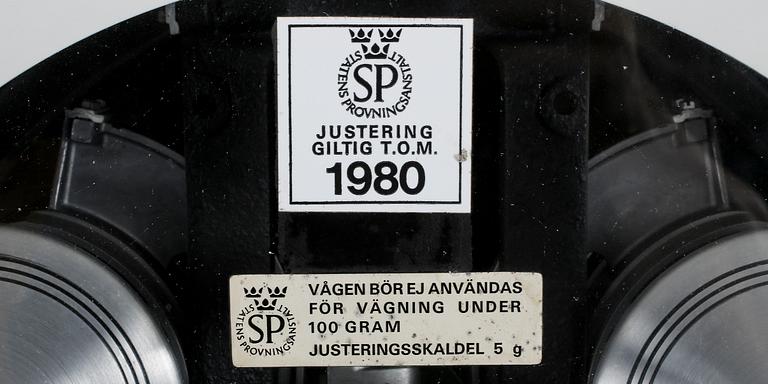 STATENS PROVNINGSANSTALT
SP
JUSTERING
GILTIG T.O.M.
1980
STATENS PROVNINGSANSTALT
SP
VÅGEN BÖR EJ ANVÄNDAS
FÖR VÄGNING UNDER
100 GRAM
JUSTERINGSSKALDEL 5 g